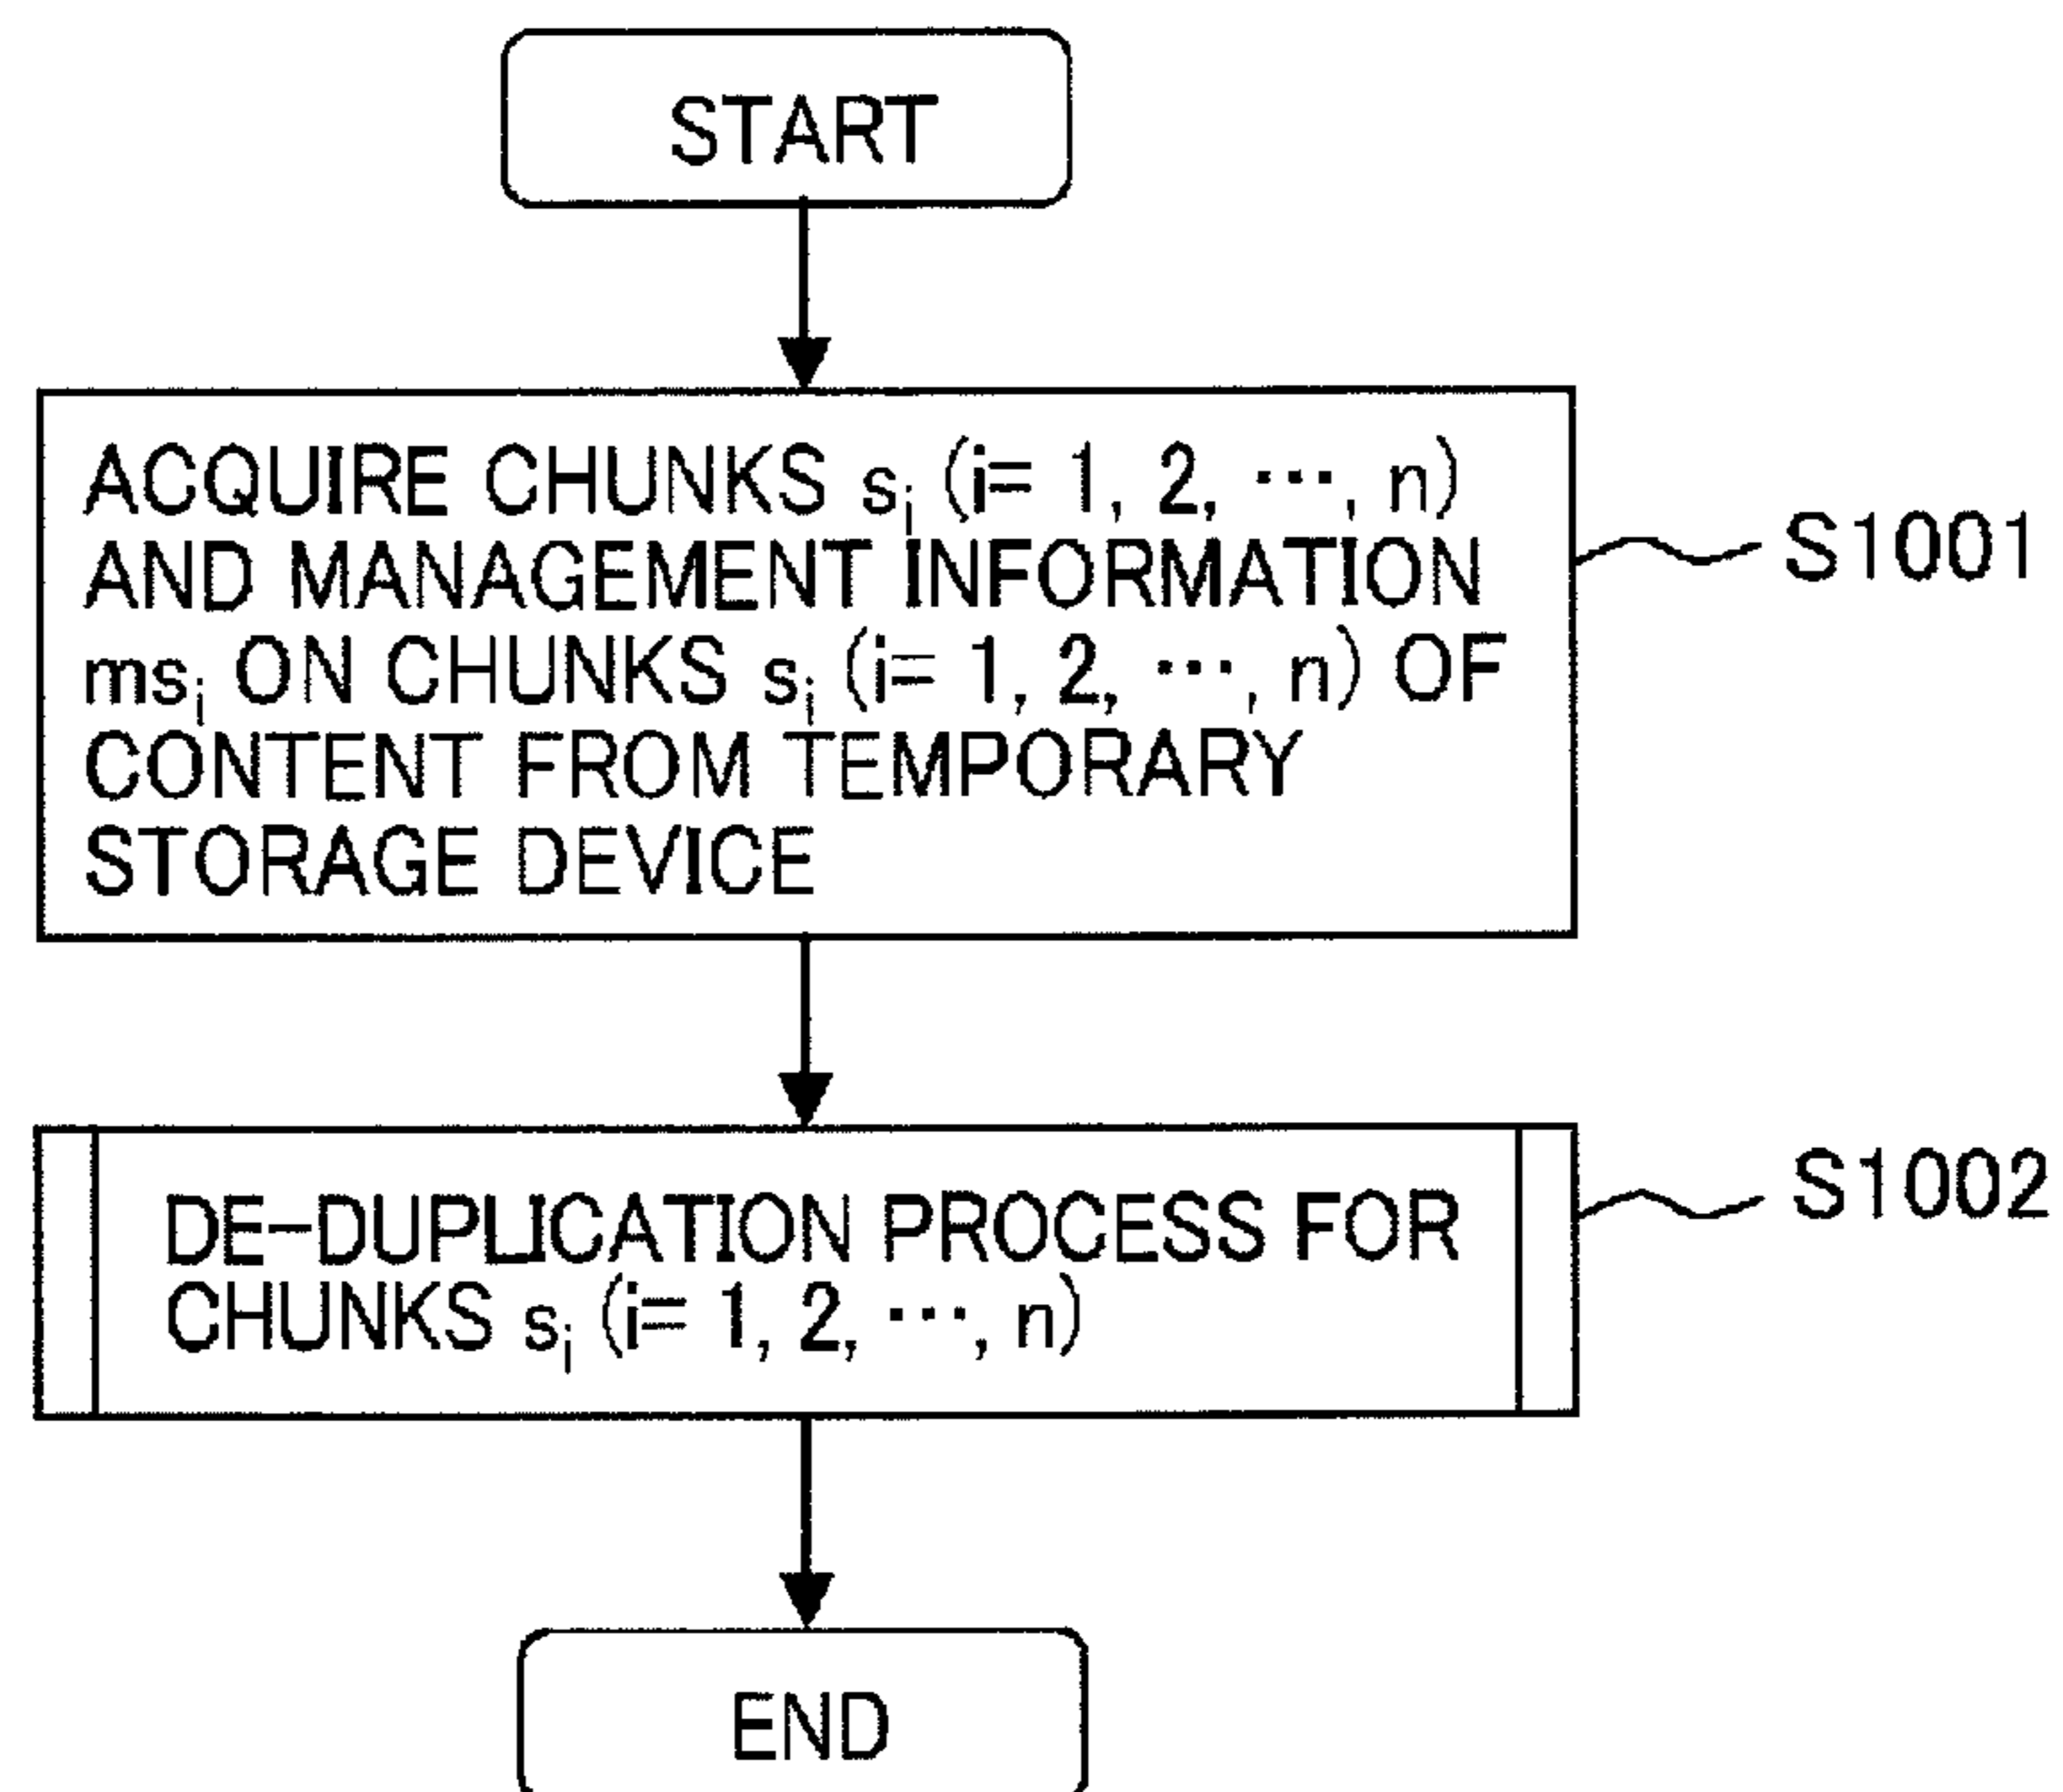 START
ACQUIRE CHUNKS sᵢ (i= 1, 2, ⋯, n)
AND MANAGEMENT INFORMATION
msᵢ ON CHUNKS sᵢ (i= 1, 2, ⋯, n) OF
CONTENT FROM TEMPORARY
STORAGE DEVICE
S1001
DE-DUPLICATION PROCESS FOR
CHUNKS sᵢ (i= 1, 2, ⋯, n)
S1002
END